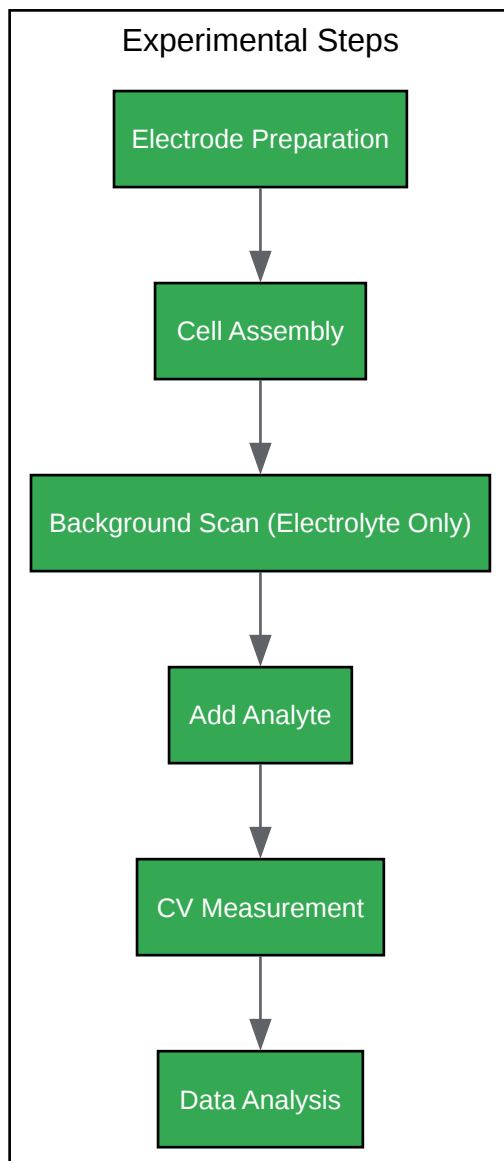 Experimental Steps
Electrode Preparation
Cell Assembly
Background Scan (Electrolyte Only)
Add Analyte
CV Measurement
Data Analysis